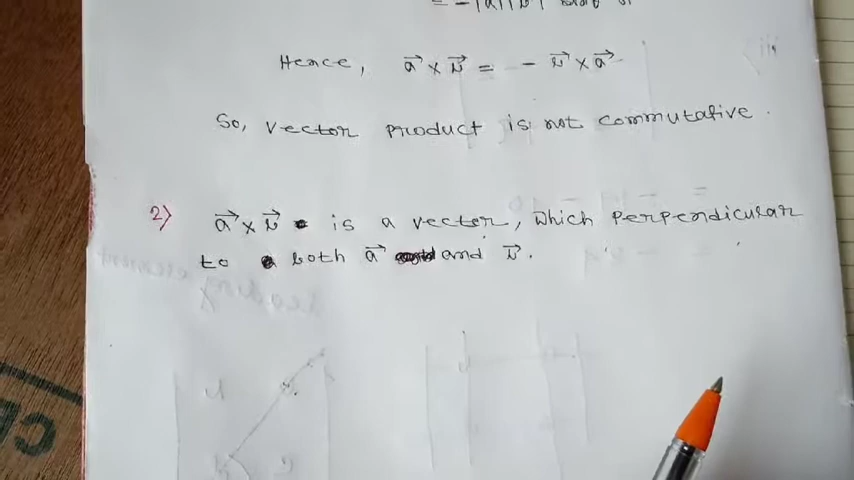 Hence, a⃗ × b⃗ = - b⃗ × a⃗
So, vector product is not commutative.
2) a⃗ × b⃗ is a vector, which perpendicular
to both a⃗ and b⃗.